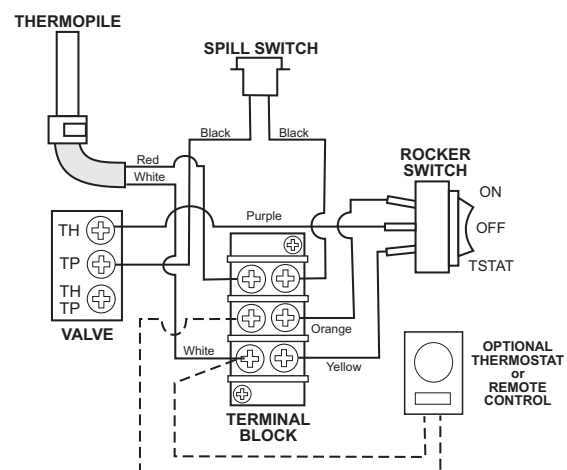 THERMOPILE
SPILL SWITCH
Black
Black
Red
White
ROCKER
SWITCH
ON
OFF
TSTAT
Purple
TH
TP
TH
TP
VALVE
Orange
White
Yellow
TERMINAL
BLOCK
OPTIONAL
THERMOSTAT
or
REMOTE
CONTROL